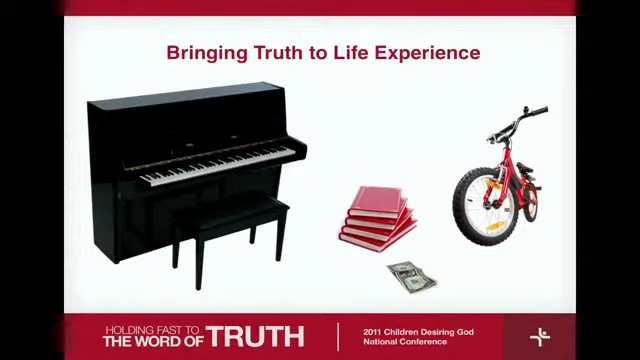 Bringing Truth to Life Experience
HOLDING FAST TO
THE WORD OF TRUTH
2011 Children Desiring God
National Conference